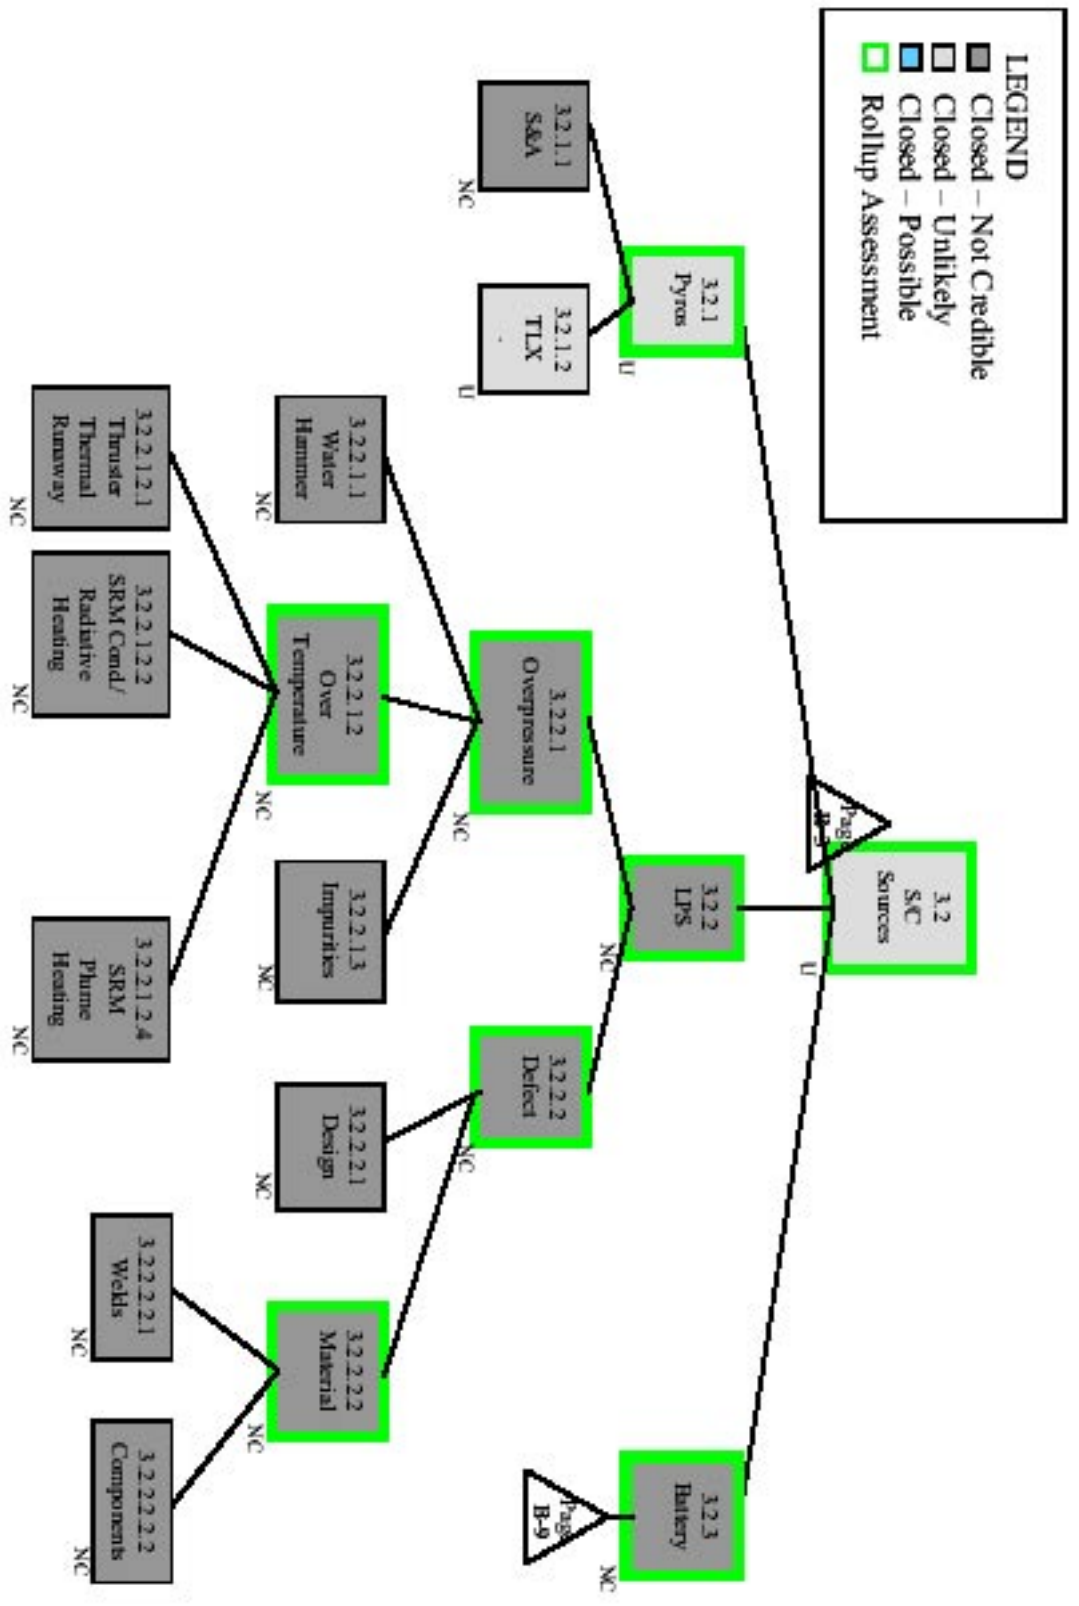 LEGEND
Closed – Not Credible
Closed – Unlikely
Closed – Possible
Rollup Assessment
Page
B-3
3.2
S/C
Sources
U
3.2.1
Pyros
U
3.2.2
LPS
NC
3.2.3
Battery
NC
3.2.1.1
S&A
NC
3.2.1.2
TLX
U
3.2.2.1
Overpressure
NC
3.2.2.2
Defect
NC
Page
B-9
3.2.2.1.1
Water
Hammer
NC
3.2.2.1.2
Over
Temperature
NC
3.2.2.1.3
Impurities
NC
3.2.2.2.1
Design
NC
3.2.2.2.2
Material
NC
3.2.2.1.2.1
Thruster
Thermal
Runaway
NC
3.2.2.1.2.2
SRM Cond./
Radiative
Heating
NC
3.2.2.1.2.4
SRM
Plume
Heating
NC
3.2.2.2.2.1
Welds
NC
3.2.2.2.2.2
Components
NC